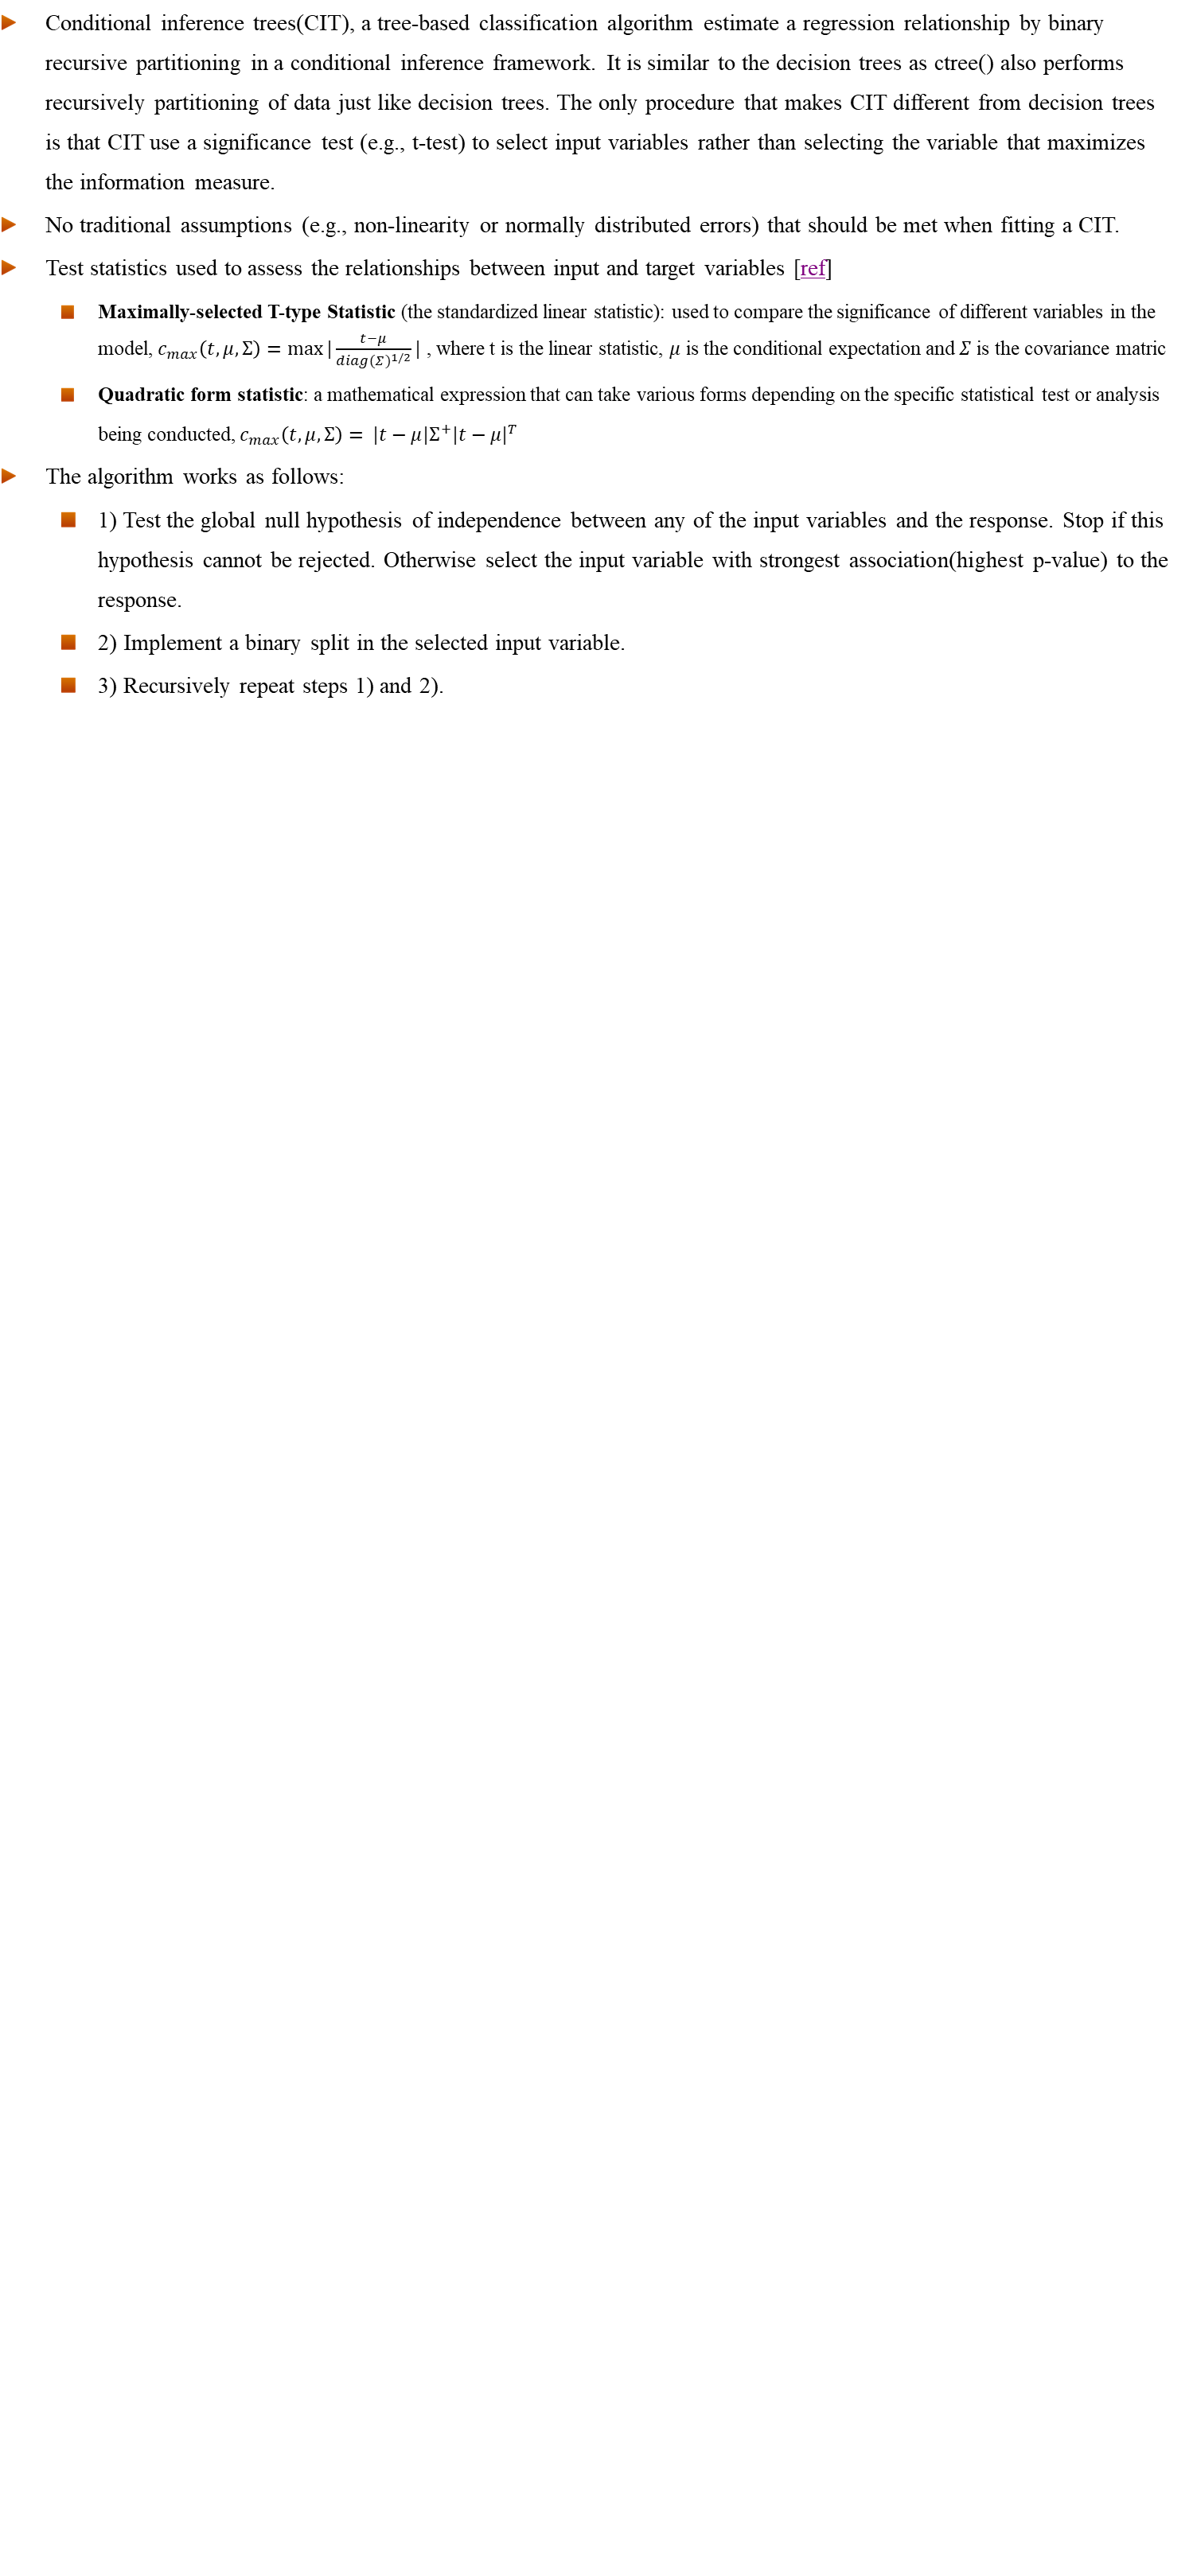 Conditional inference trees(CIT), a tree-based classification algorithm estimate a regression relationship by binary
recursive partitioning in a conditional inference framework. It is similar to the decision trees as ctree() also performs
recursively partitioning of data just like decision trees. The only procedure that makes CIT different from decision trees
is that CIT use a significance test (e.g., t-test) to select input variables rather than selecting the variable that maximizes
the information measure.
No traditional assumptions (e.g., non-linearity or normally distributed errors) that should be met when fitting a CIT.
Test statistics used to assess the relationships between input and target variables [ref]
Maximally-selected T-type Statistic (the standardized linear statistic): used to compare the significance of different variables in the
model, c_max(t, μ, Σ) = max |(t−μ)/(diag(Σ)^1/2)| , where t is the linear statistic, μ is the conditional expectation and Σ is the covariance matric
Quadratic form statistic: a mathematical expression that can take various forms depending on the specific statistical test or analysis
being conducted, c_max(t, μ, Σ) = |t − μ|Σ^+|t − μ|^T
The algorithm works as follows:
1) Test the global null hypothesis of independence between any of the input variables and the response. Stop if this
hypothesis cannot be rejected. Otherwise select the input variable with strongest association(highest p-value) to the
response.
2) Implement a binary split in the selected input variable.
3) Recursively repeat steps 1) and 2).